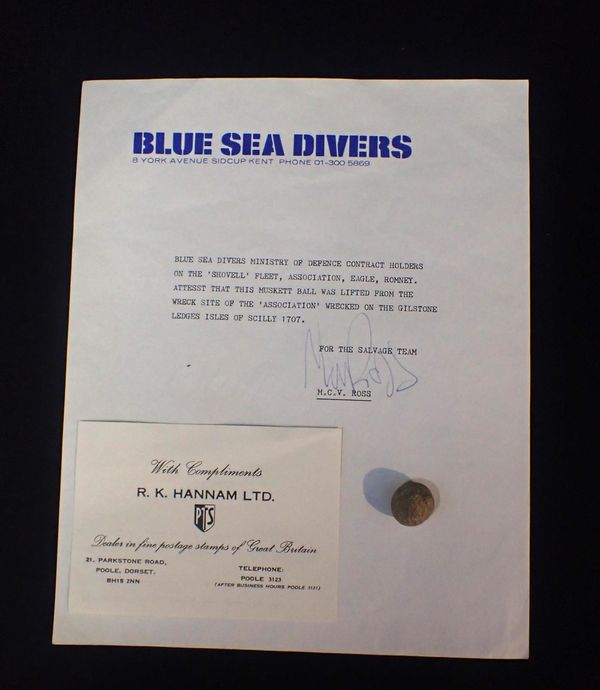 BLUE SEA DIVERS
8 YORK AVENUE SIDCUP KENT PHONE 01-300 5869
BLUE SEA DIVERS MINISTRY OF DEFENCE CONTRACT HOLDERS
ON THE 'SHOVELL' FLEET, ASSOCIATION, EAGLE, ROMNEY.
ATTESST THAT THIS MUSKETT BALL WAS LIFTED FROM THE
WRECK SITE OF THE 'ASSOCIATION' WRECKED ON THE GILSTONE
LEDGES ISLES OF SCILLY 1707.
FOR THE SALVAGE TEAM
M.C.V. ROSS
With Compliments
R. K. HANNAM LTD.
PTS
Dealer in fine postage stamps of Great Britain
21, PARKSTONE ROAD,
POOLE, DORSET.
BH15 2NN
TELEPHONE:
POOLE 3123
(AFTER BUSINESS HOURS POOLE 3121)